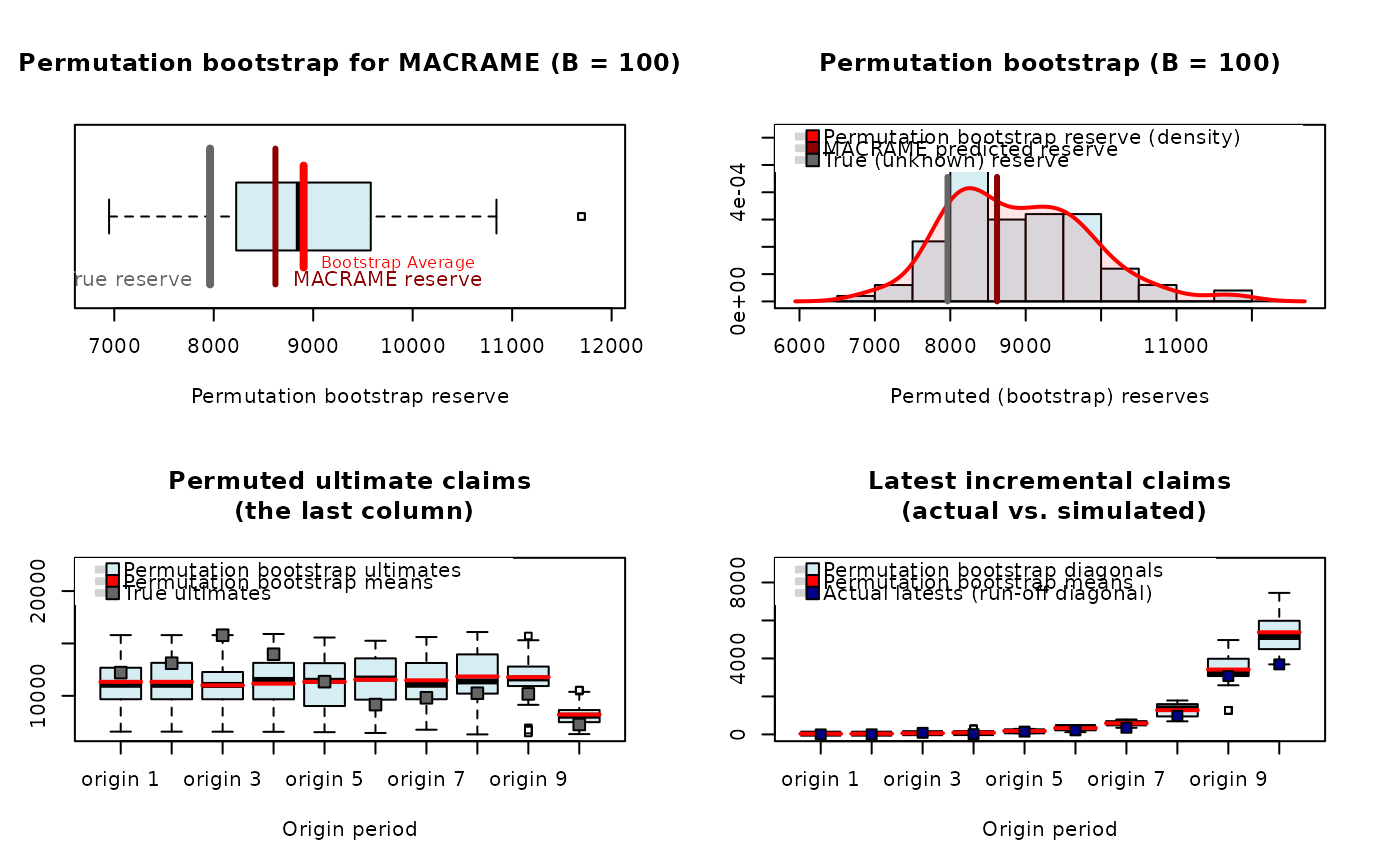 Permutation bootstrap for MACRAME (B = 100)
Bootstrap Average
rue reserve
MACRAME reserve
7000 8000 9000 10000 11000 12000
Permutation bootstrap reserve
Permutation bootstrap (B = 100)
Permutation bootstrap reserve (density)
MACRAME predicted reserve
True (unknown) reserve
4e-04
0e+00
6000 7000 8000 9000 11000
Permuted (bootstrap) reserves
Permuted ultimate claims
(the last column)
Permutation bootstrap ultimates
Permutation bootstrap means
True ultimates
20000
10000
origin 1 origin 3 origin 5 origin 7 origin 9
Origin period
Latest incremental claims
(actual vs. simulated)
Permutation bootstrap diagonals
Permutation bootstrap means
Actual latests (run-off diagonal)
8000
4000
0
origin 1 origin 3 origin 5 origin 7 origin 9
Origin period